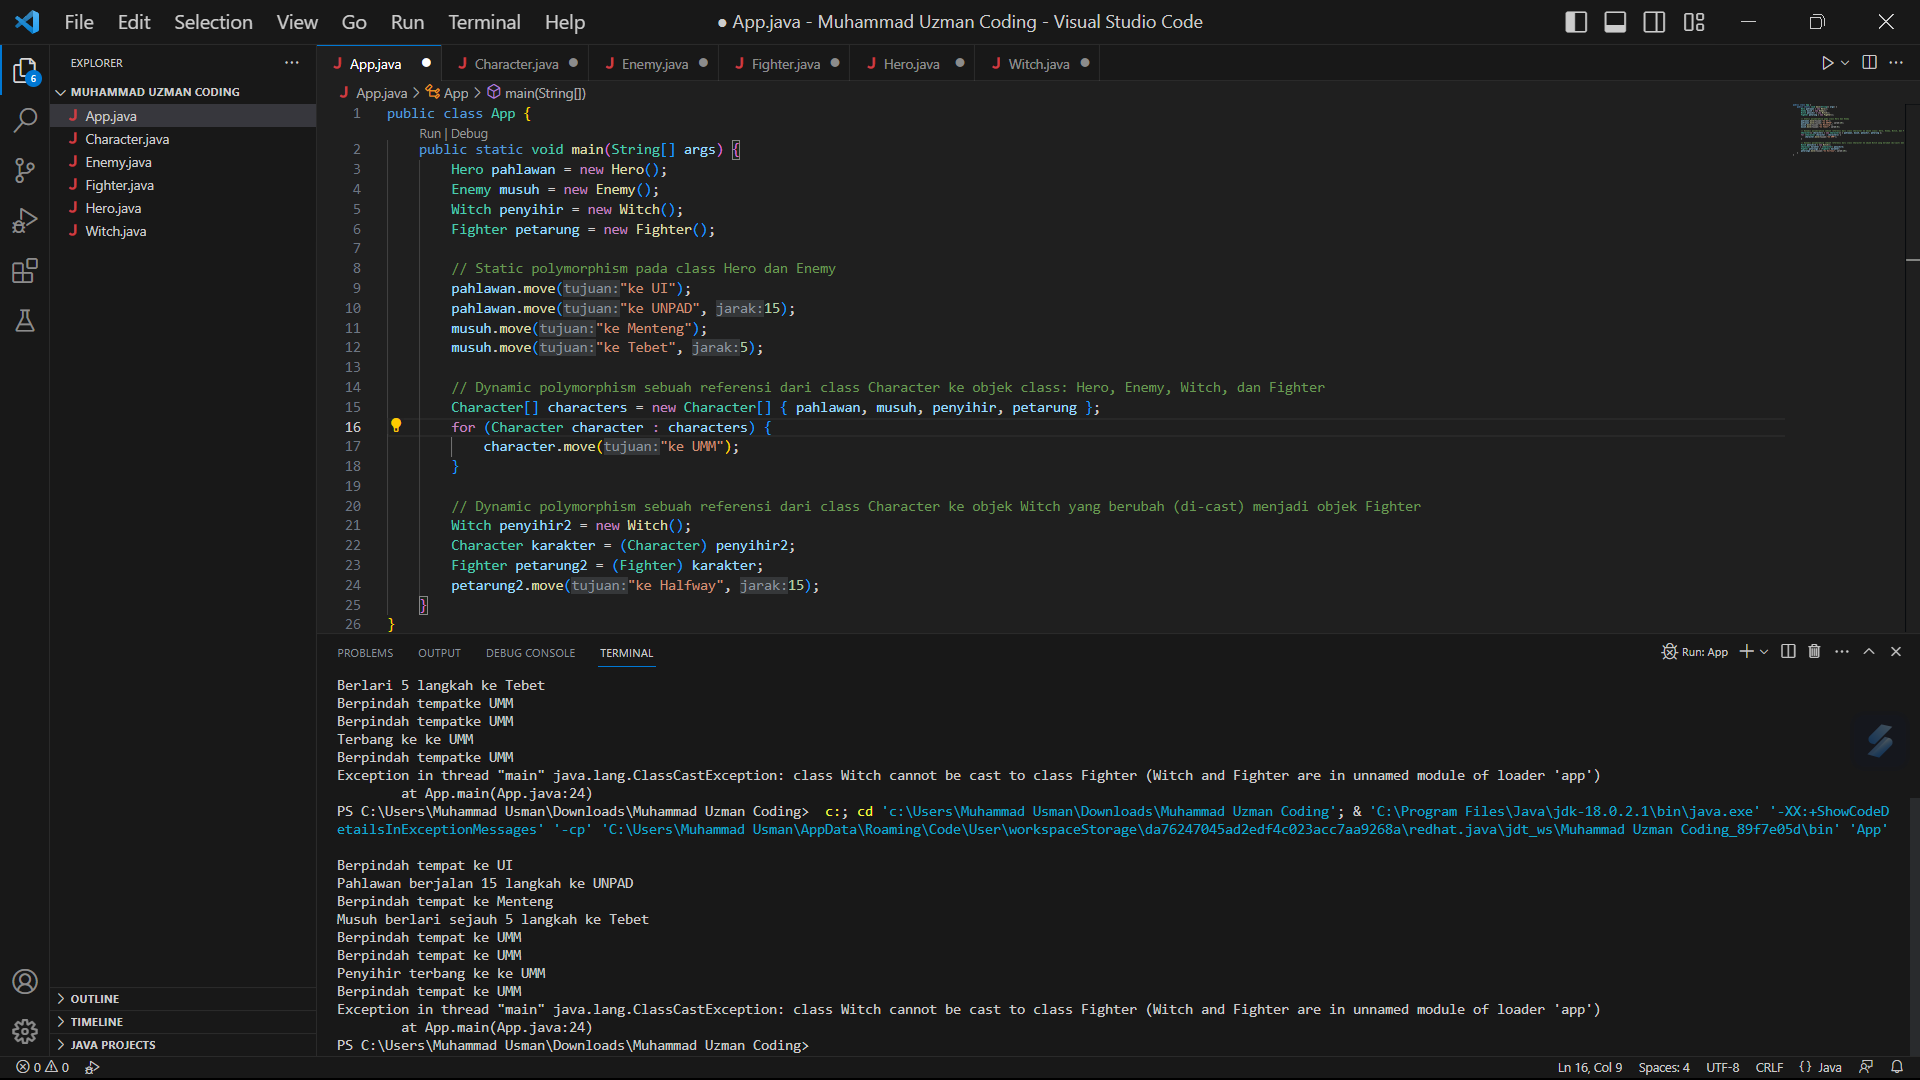 File Edit Selection View Go Run Terminal Help
● App.java - Muhammad Uzman Coding - Visual Studio Code
6
EXPLORER
MUHAMMAD UZMAN CODING
J App.java
J Character.java
J Enemy.java
J Fighter.java
J Hero.java
J Witch.java
OUTLINE
TIMELINE
JAVA PROJECTS
J App.java ● J Character.java ● J Enemy.java ● J Fighter.java ● J Hero.java ● J Witch.java ●
J App.java > App > main(String[])
1 public class App {
Run | Debug
2 public static void main(String[] args) {
3 Hero pahlawan = new Hero();
4 Enemy musuh = new Enemy();
5 Witch penyihir = new Witch();
6 Fighter petarung = new Fighter();
7
8 // Static polymorphism pada class Hero dan Enemy
9 pahlawan.move(tujuan:"ke UI");
10 pahlawan.move(tujuan:"ke UNPAD", jarak:15);
11 musuh.move(tujuan:"ke Menteng");
12 musuh.move(tujuan:"ke Tebet", jarak:5);
13
14 // Dynamic polymorphism sebuah referensi dari class Character ke objek class: Hero, Enemy, Witch, dan Fighter
15 Character[] characters = new Character[] { pahlawan, musuh, penyihir, petarung };
16 for (Character character : characters) {
17 character.move(tujuan:"ke UMM");
18 }
19
20 // Dynamic polymorphism sebuah referensi dari class Character ke objek Witch yang berubah (di-cast) menjadi objek Fighter
21 Witch penyihir2 = new Witch();
22 Character karakter = (Character) penyihir2;
23 Fighter petarung2 = (Fighter) karakter;
24 petarung2.move(tujuan:"ke Halfway", jarak:15);
25 }
26 }
PROBLEMS OUTPUT DEBUG CONSOLE TERMINAL
Run: App
Berlari 5 langkah ke Tebet
Berpindah tempatke UMM
Berpindah tempatke UMM
Terbang ke ke UMM
Berpindah tempatke UMM
Exception in thread "main" java.lang.ClassCastException: class Witch cannot be cast to class Fighter (Witch and Fighter are in unnamed module of loader 'app')
at App.main(App.java:24)
PS C:\Users\Muhammad Usman\Downloads\Muhammad Uzman Coding> c:; cd 'c:\Users\Muhammad Usman\Downloads\Muhammad Uzman Coding'; & 'C:\Program Files\Java\jdk-18.0.2.1\bin\java.exe' '-XX:+ShowCodeD
etailsInExceptionMessages' '-cp' 'C:\Users\Muhammad Usman\AppData\Roaming\Code\User\workspaceStorage\da76247045ad2edf4c023acc7aa9268a\redhat.java\jdt_ws\Muhammad Uzman Coding_89f7e05d\bin' 'App'
Berpindah tempat ke UI
Pahlawan berjalan 15 langkah ke UNPAD
Berpindah tempat ke Menteng
Musuh berlari sejauh 5 langkah ke Tebet
Berpindah tempat ke UMM
Berpindah tempat ke UMM
Penyihir terbang ke ke UMM
Berpindah tempat ke UMM
Exception in thread "main" java.lang.ClassCastException: class Witch cannot be cast to class Fighter (Witch and Fighter are in unnamed module of loader 'app')
at App.main(App.java:24)
PS C:\Users\Muhammad Usman\Downloads\Muhammad Uzman Coding>
0 0
Ln 16, Col 9 Spaces: 4 UTF-8 CRLF {} Java